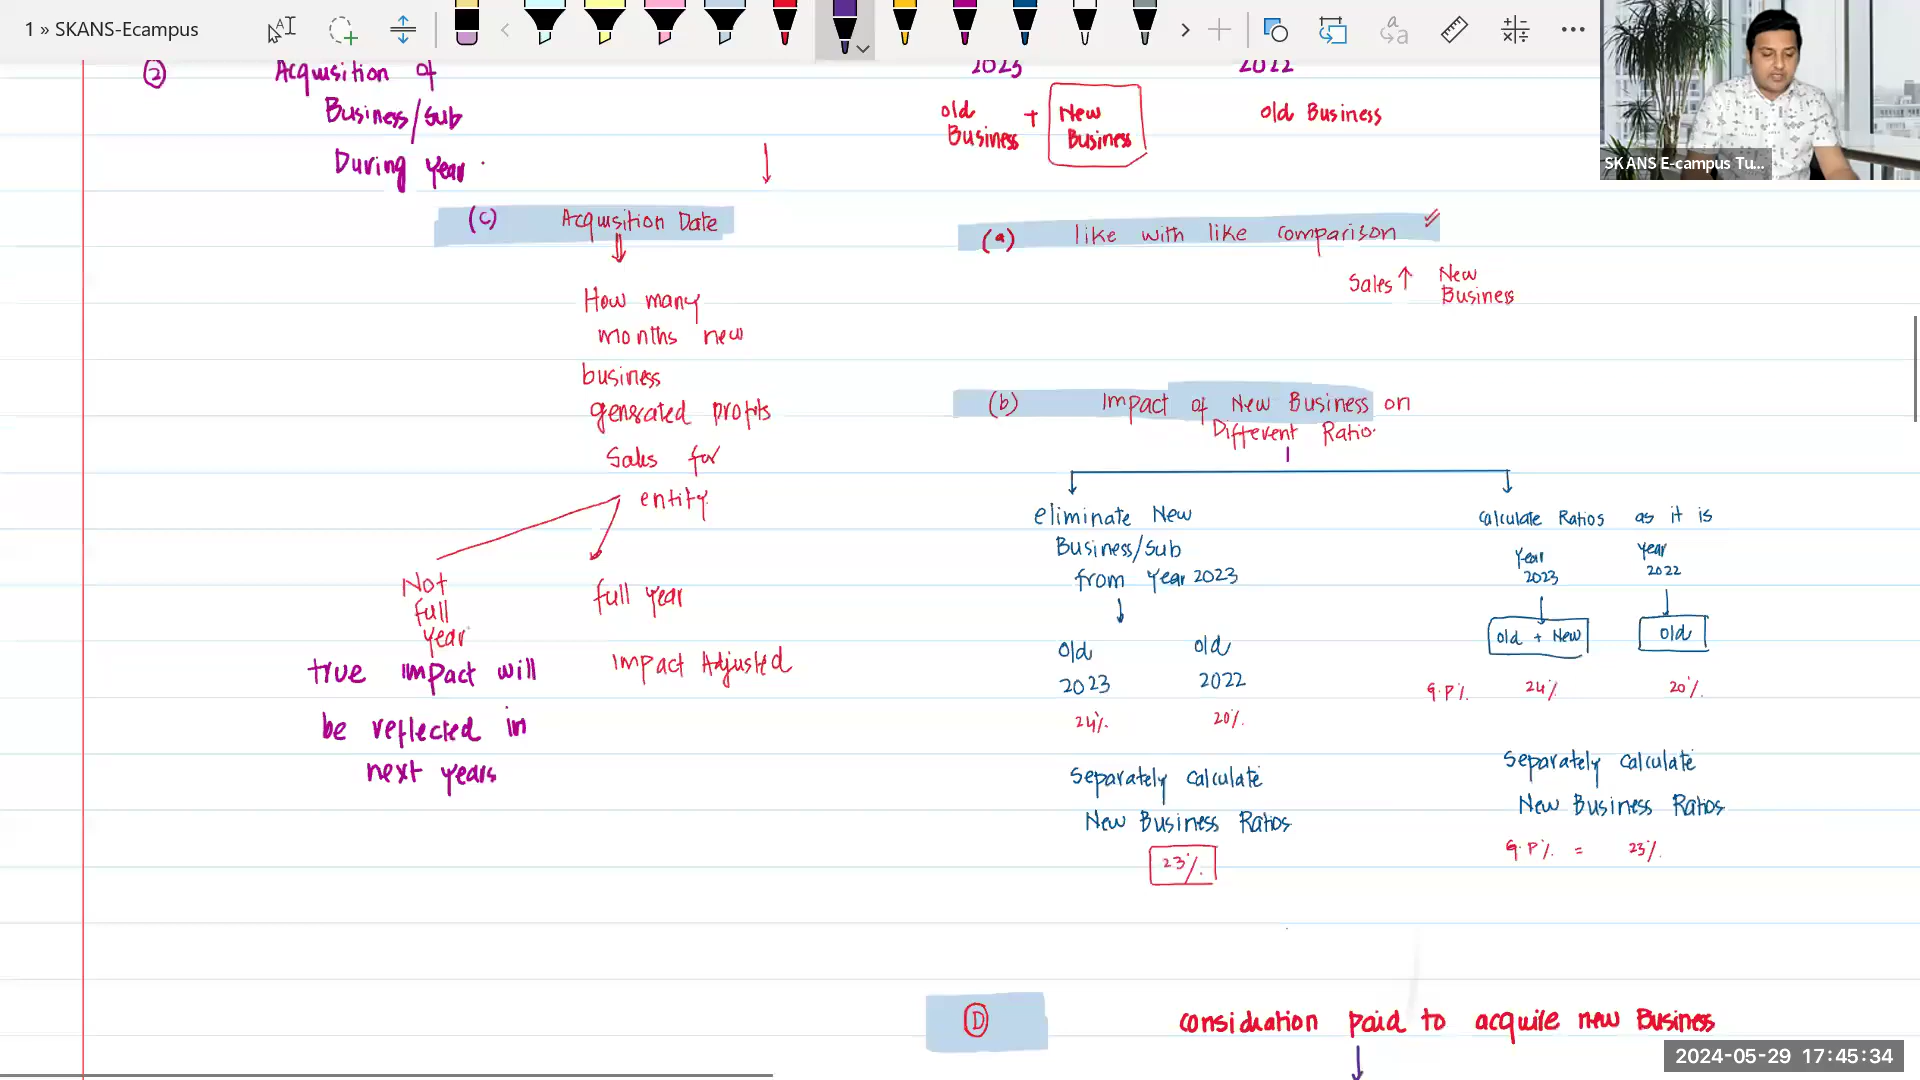 1 » SKANS-Ecampus
SKANS E-campus Tu...
② Acquisition of
Business/Sub
During Year
2023 2022
Old Business + New Business
Old Business
(c) Acquisition Date
How many
months new
business
generated profits
Sales for
entity
Not
full
year
full year
true impact will
be reflected in
next years
Impact Adjusted
(a) like with like comparison
Sales ↑ New
Business
(b) Impact of New Business on
Different Ratio
eliminate New
Business/Sub
from Year 2023
Old Old
2023 2022
24% 20%
Separately Calculate
New Business Ratios
23%
Calculate Ratios as it is
Year Year
2023 2022
Old + New Old
G.P% 24% 20%
Separately Calculate
New Business Ratios
G.P% = 23%
Ⓓ consideration paid to acquire new Business
2024-05-29 17:45:34